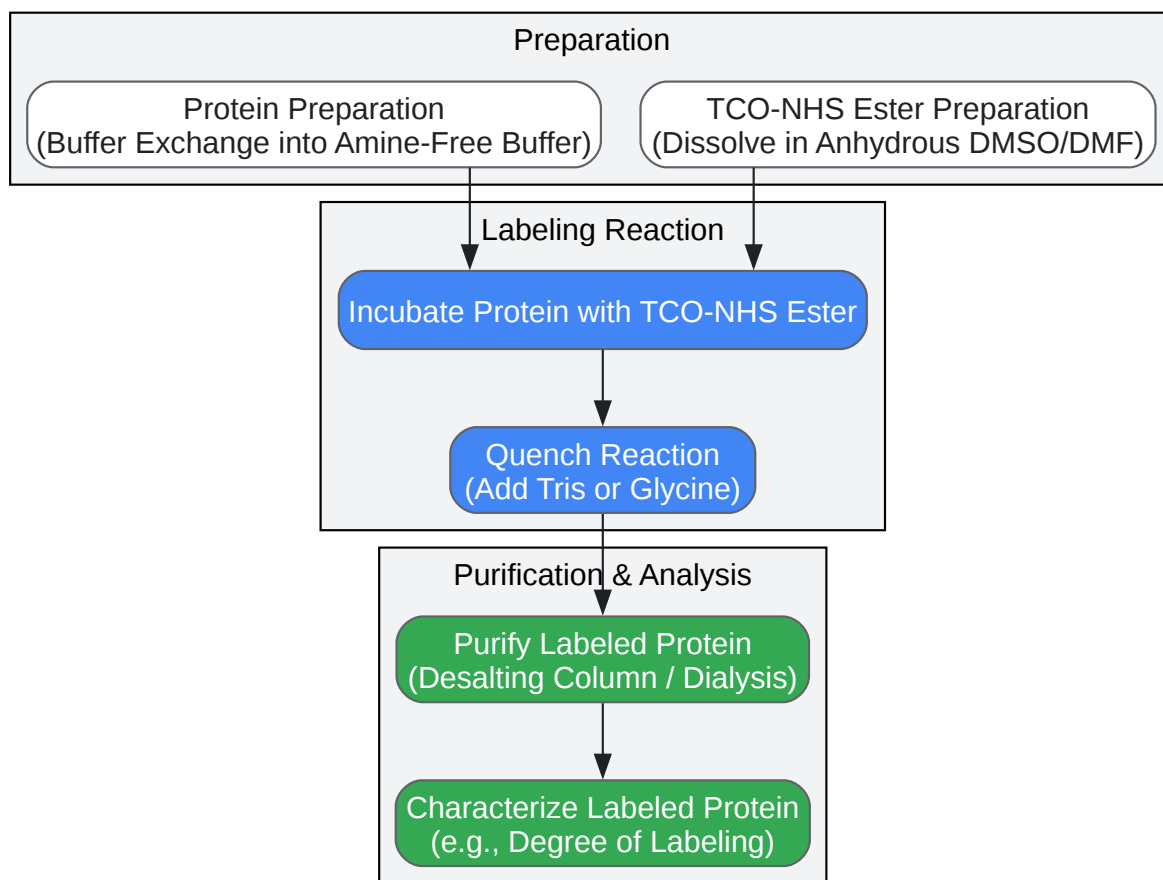 Preparation
Protein Preparation
(Buffer Exchange into Amine-Free Buffer)
TCO-NHS Ester Preparation
(Dissolve in Anhydrous DMSO/DMF)
Labeling Reaction
Incubate Protein with TCO-NHS Ester
Quench Reaction
(Add Tris or Glycine)
Purification & Analysis
Purify Labeled Protein
(Desalting Column / Dialysis)
Characterize Labeled Protein
(e.g., Degree of Labeling)